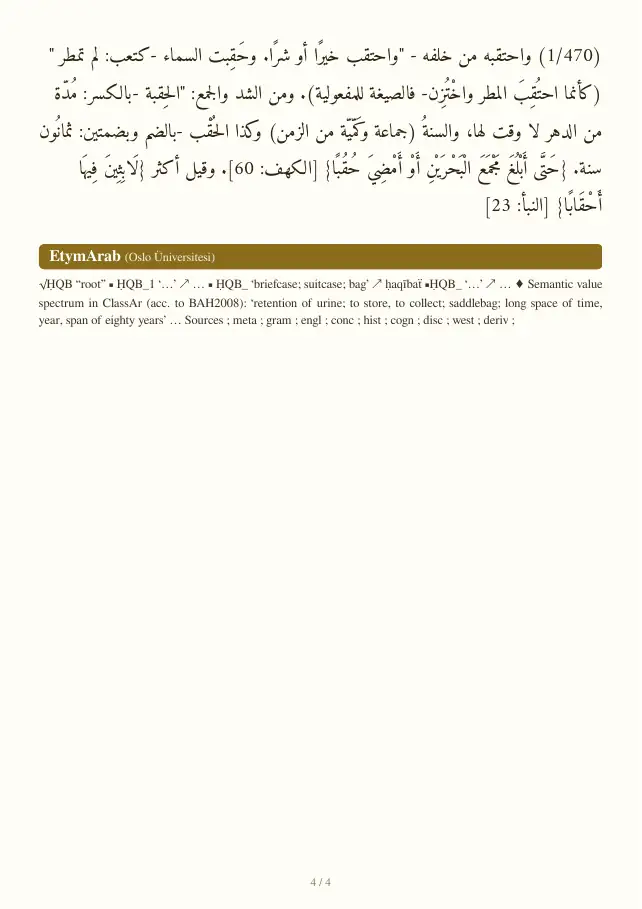 (1/470) واحتقبه من خلفه - "واحتقب خيرًا أو شرًا. وحَقِبت السماء -كتعب: لم تمطر "
(كأنما احتُقِبَ المطر واخْتُزِن- فالصيغة للمفعولية). ومن الشد والجمع: "الحِقبة -بالكسر: مُدّة
من الدهر لا وقت لها، والسنةُ (جماعة وكَمّيّة من الزمن) وكذا الحُقْب -بالضم وبضمتين: ثمانُون
سنة. {حَتَّى أَبْلُغَ مَجْمَعَ الْبَحْرَيْنِ أَوْ أَمْضِيَ حُقُبًا} [الكهف: 60]. وقيل أكثر {لَابِثِينَ فِيهَا
أَحْقَابًا} [النبأ: 23]
EtymArab (Oslo Üniversitesi)
√ḤQB “root” ▪ ḤQB_1 ‘…’ ↗ … ▪ ḤQB_ ‘briefcase; suitcase; bag’ ↗ ḥaqībaẗ ▪ḤQB_ ‘…’ ↗ … ♦ Semantic value
spectrum in ClassAr (acc. to BAH2008): ‘retention of urine; to store, to collect; saddlebag; long space of time,
year, span of eighty years’ … Sources ; meta ; gram ; engl ; conc ; hist ; cogn ; disc ; west ; deriv ;
4 / 4